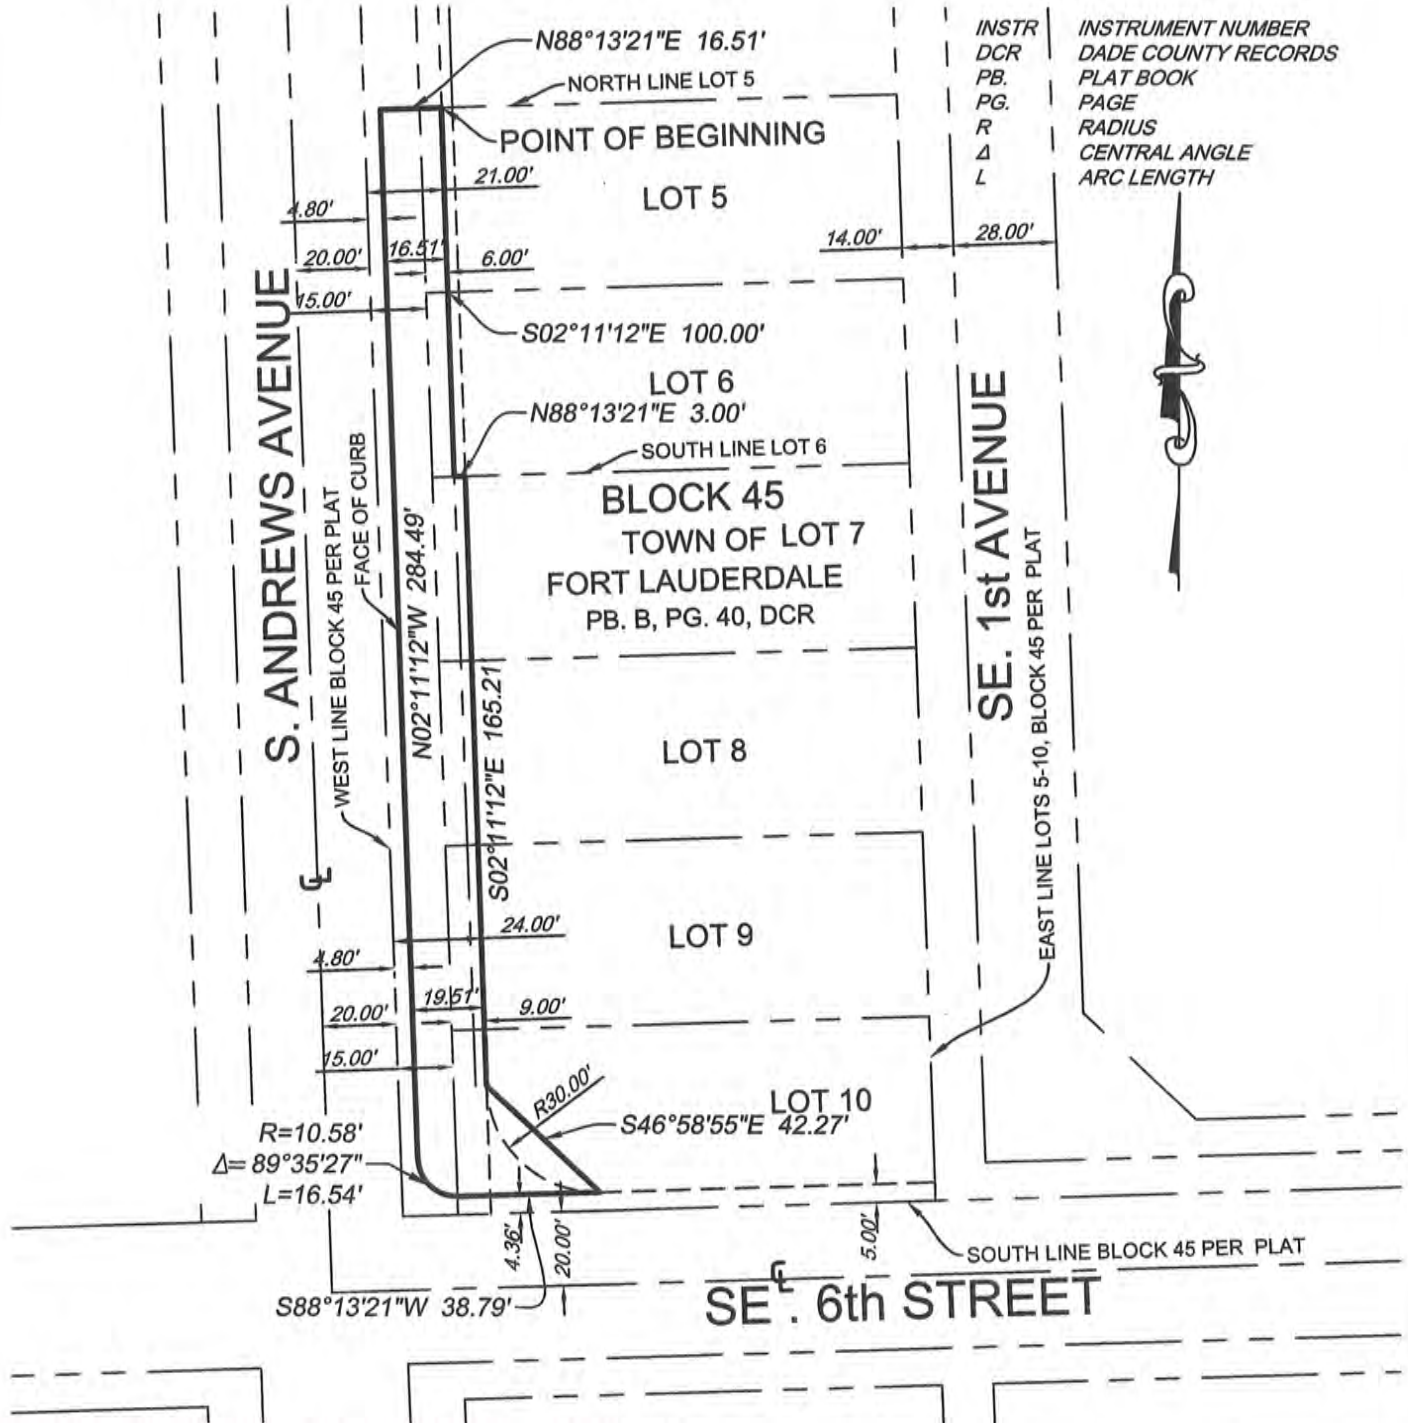 INSTR INSTRUMENT NUMBER
DCR DADE COUNTY RECORDS
PB. PLAT BOOK
PG. PAGE
R RADIUS
Δ CENTRAL ANGLE
L ARC LENGTH
N88°13'21"E 16.51'
NORTH LINE LOT 5
POINT OF BEGINNING
21.00'
LOT 5
4.80'
16.51'
20.00'
6.00'
14.00'
28.00'
15.00'
S02°11'12"E 100.00'
LOT 6
N88°13'21"E 3.00'
SOUTH LINE LOT 6
BLOCK 45
TOWN OF LOT 7
FORT LAUDERDALE
PB. B, PG. 40, DCR
S. ANDREWS AVENUE
WEST LINE BLOCK 45 PER PLAT
FACE OF CURB
N02°11'12"W 284.49'
S02°11'12"E 165.21'
SE. 1st AVENUE
EAST LINE LOTS 5-10, BLOCK 45 PER PLAT
LOT 8
24.00'
LOT 9
4.80'
19.51'
20.00'
9.00'
15.00'
R30.00'
LOT 10
S46°58'55"E 42.27'
R=10.58'
Δ= 89°35'27"
L=16.54'
4.36'
20.00'
5.00'
SOUTH LINE BLOCK 45 PER PLAT
S88°13'21"W 38.79'
SE . 6th STREET